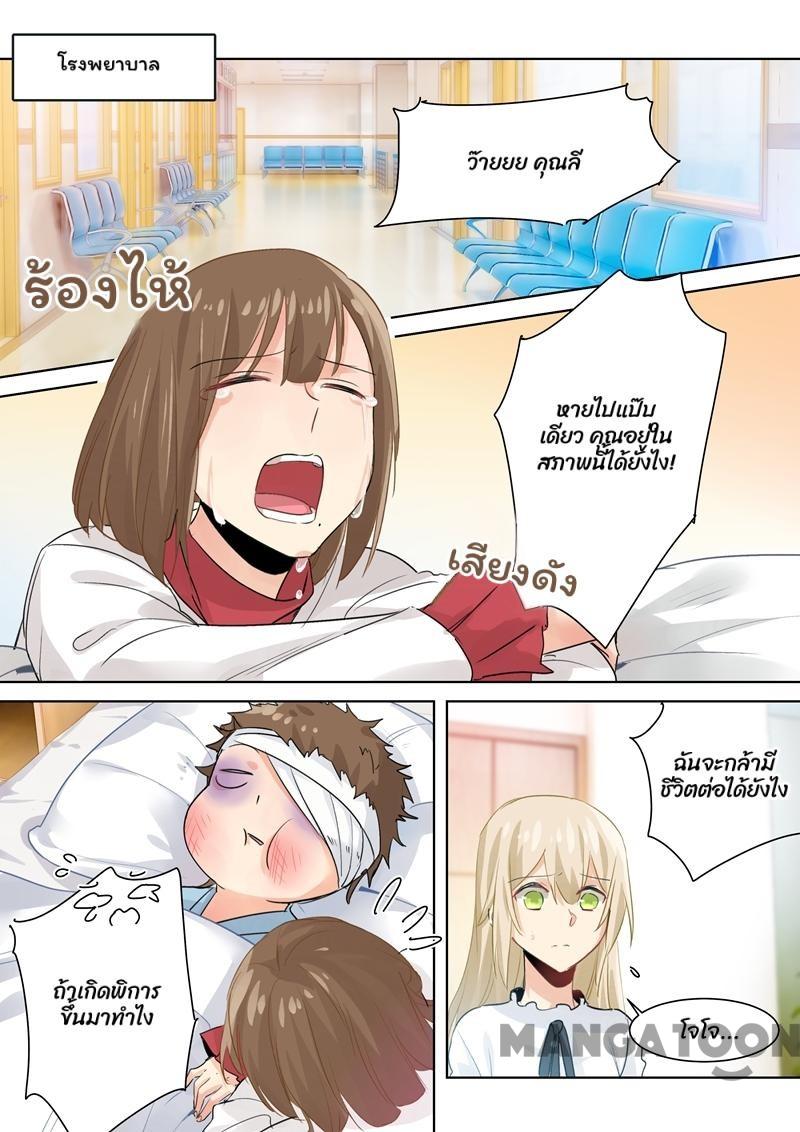 โรงพยาบาล
ว๊ายยย คุณลี
ร้องไห้
หายไปแป๊บ
เดียว คุณอยู่ใน
สภาพนี้ได้ยังไง!
เสียงดัง
ฉันจะกล้ามี
ชีวิตต่อได้ยังไง
ถ้าเกิดพิการ
ขึ้นมาทำไง
โจโจ...
MANGATOON